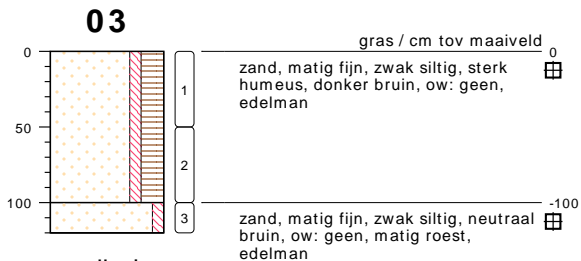 03
gras / cm tov maaiveld
0
0
zand, matig fijn, zwak siltig, sterk
humeus, donker bruin, ow: geen,
edelman
1
50
2
100
-100
3
zand, matig fijn, zwak siltig, neutraal
bruin, ow: geen, matig roest,
edelman